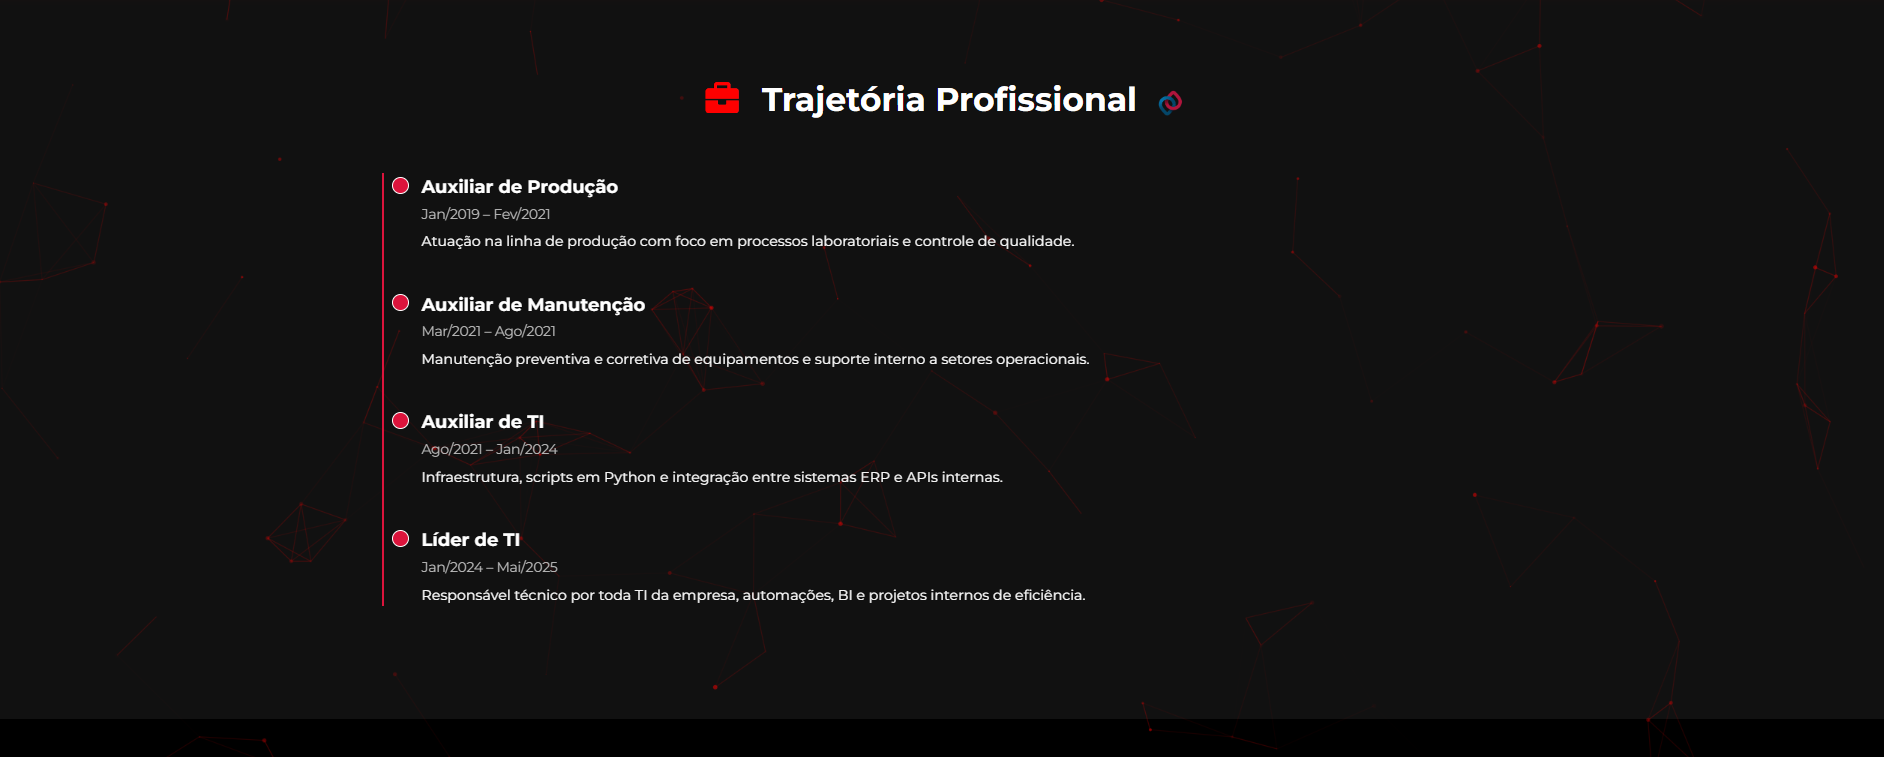 Trajetória Profissional
Auxiliar de Produção
Jan/2019 – Fev/2021
Atuação na linha de produção com foco em processos laboratoriais e controle de qualidade.
Auxiliar de Manutenção
Mar/2021 – Ago/2021
Manutenção preventiva e corretiva de equipamentos e suporte interno a setores operacionais.
Auxiliar de TI
Ago/2021 – Jan/2024
Infraestrutura, scripts em Python e integração entre sistemas ERP e APIs internas.
Líder de TI
Jan/2024 – Mai/2025
Responsável técnico por toda TI da empresa, automações, BI e projetos internos de eficiência.